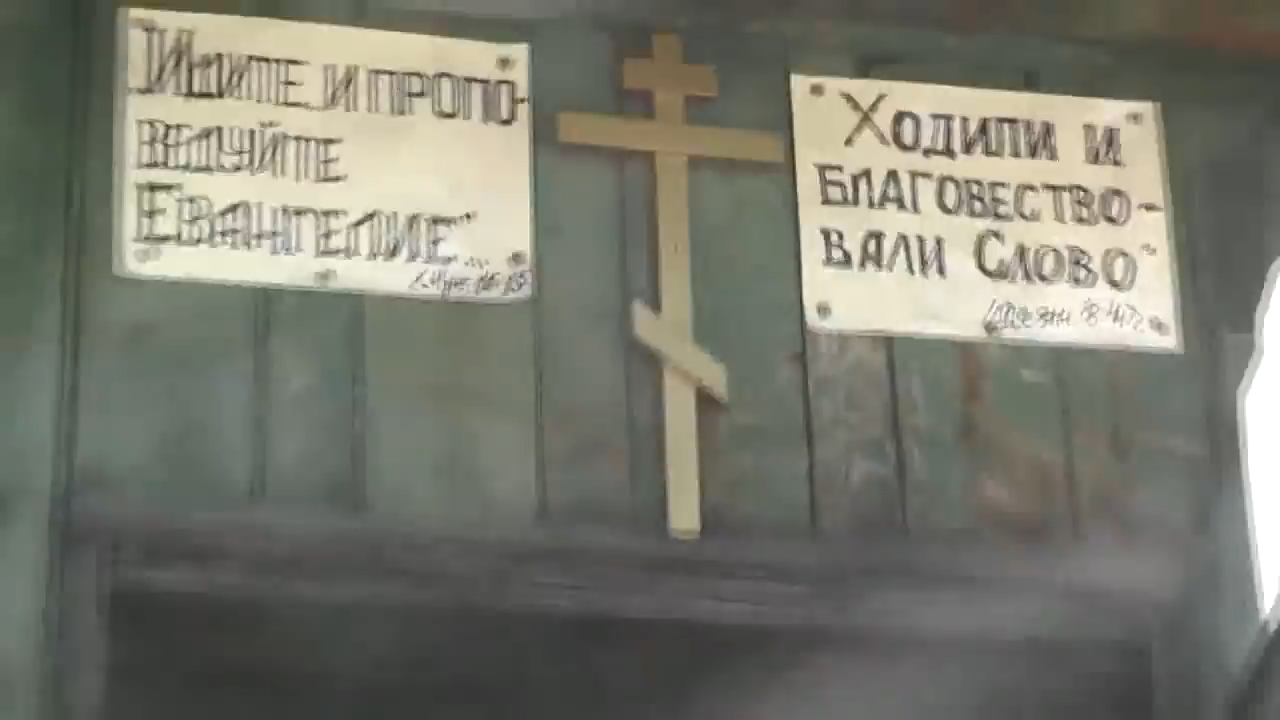 Идите и пропо-
ведуйте
Евангелие"...
Ходили и
благовество-
вали Слово"